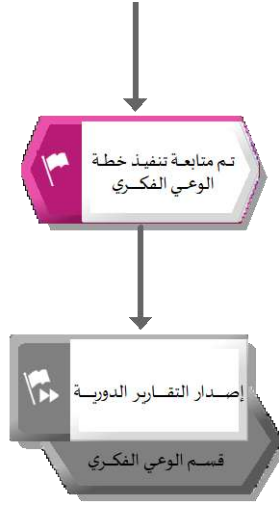 تم متابعة تنفيذ خطة
الوعي الفكري
إصدار التقارير الدورية
قسم الوعي الفكري